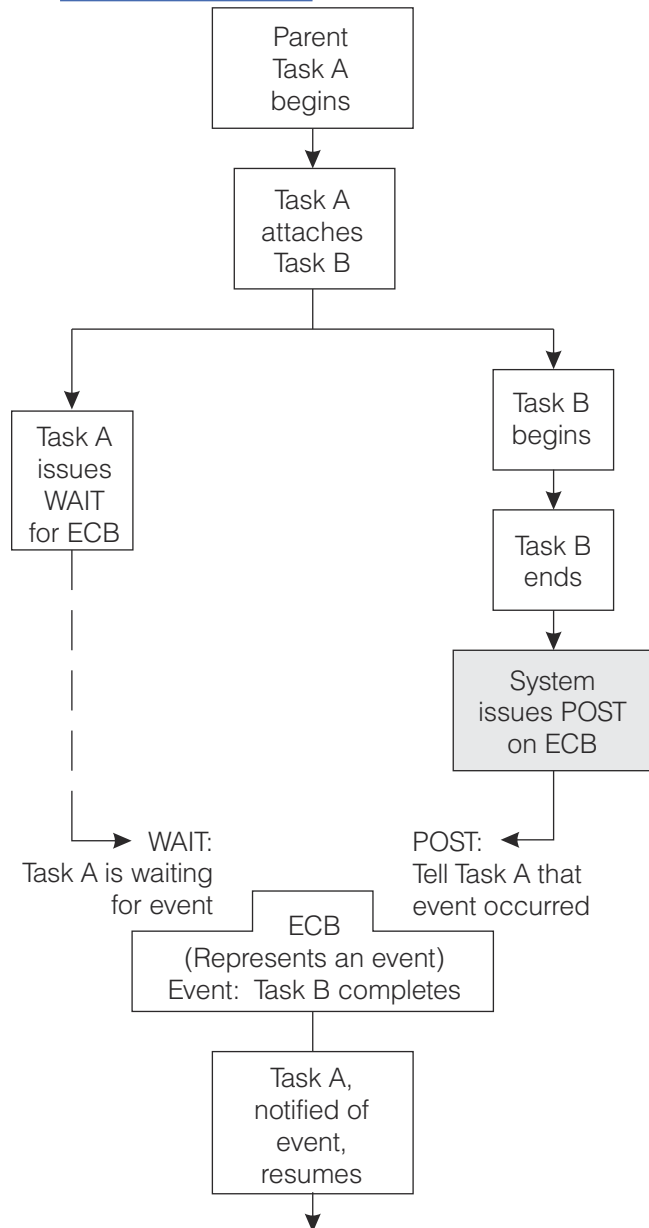 Parent
Task A
begins
Task A
attaches
Task B
Task A
issues
WAIT
for ECB
Task B
begins
Task B
ends
System
issues POST
on ECB
WAIT:
Task A is waiting
for event
POST:
Tell Task A that
event occurred
ECB
(Represents an event)
Event: Task B completes
Task A,
notified of
event,
resumes